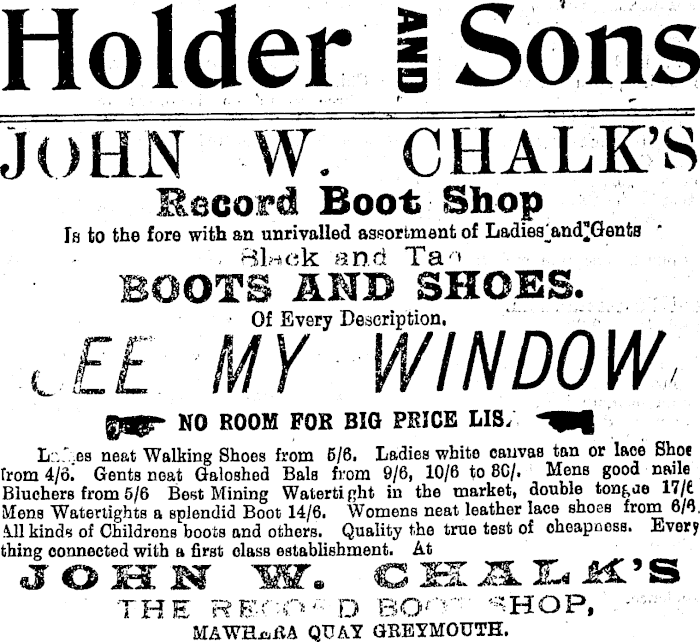 Holder AND Sons
JOHN W. CHALK'S
Record Boot Shop
Is to the fore with an unrivalled assortment of Ladies and Gents
Black and Tan
BOOTS AND SHOES.
Of Every Description.
SEE MY WINDOW
NO ROOM FOR BIG PRICE LIS.
Ladies neat Walking Shoes from 5/6. Ladies white canvas tan or lace Shoe
from 4/6. Gents neat Galoshed Bals from 9/6, 10/6 to 30/. Mens good naile
Bluchers from 5/6 Best Mining Watertight in the market, double tongue 17/6
Mens Watertights a splendid Boot 14/6. Womens neat leather lace shoes from 6/6.
All kinds of Childrens boots and others. Quality the true test of cheapness. Every
thing connected with a first class establishment. At
JOHN W. CHALK'S
THE RECORD BOOT SHOP,
MAWHERA QUAY GREYMOUTH.